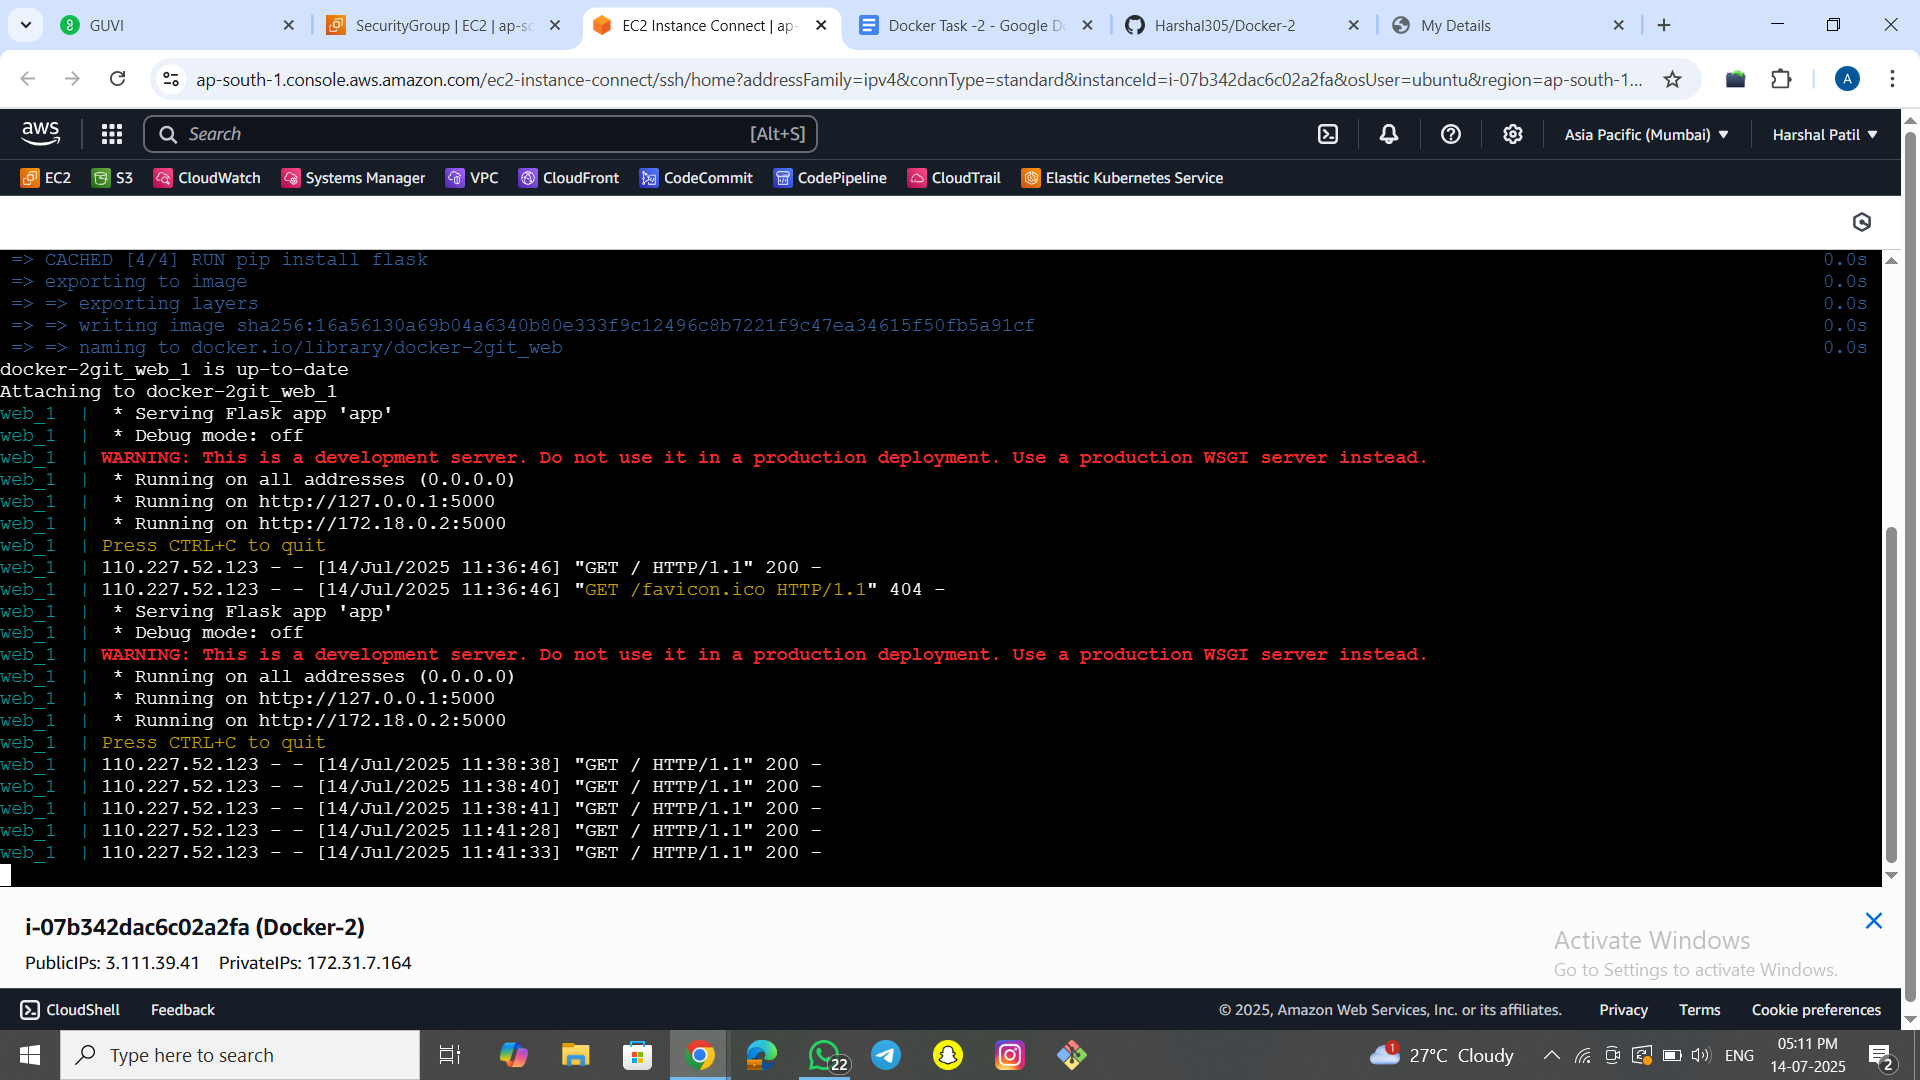 GUVI
SecurityGroup | EC2 | ap-so
EC2 Instance Connect | ap-
Docker Task -2 - Google Do
Harshal305/Docker-2
My Details
ap-south-1.console.aws.amazon.com/ec2-instance-connect/ssh/home?addressFamily=ipv4&connType=standard&instanceId=i-07b342dac6c02a2fa&osUser=ubuntu&region=ap-south-1...
A
aws
Search
[Alt+S]
Asia Pacific (Mumbai)
Harshal Patil
EC2
S3
CloudWatch
Systems Manager
VPC
CloudFront
CodeCommit
CodePipeline
CloudTrail
Elastic Kubernetes Service
=> CACHED [4/4] RUN pip install flask 0.0s
=> exporting to image 0.0s
=> => exporting layers 0.0s
=> => writing image sha256:16a56130a69b04a6340b80e333f9c12496c8b7221f9c47ea34615f50fb5a91cf 0.0s
=> => naming to docker.io/library/docker-2git_web 0.0s
docker-2git_web_1 is up-to-date
Attaching to docker-2git_web_1
web_1 | * Serving Flask app 'app'
web_1 | * Debug mode: off
web_1 | WARNING: This is a development server. Do not use it in a production deployment. Use a production WSGI server instead.
web_1 | * Running on all addresses (0.0.0.0)
web_1 | * Running on http://127.0.0.1:5000
web_1 | * Running on http://172.18.0.2:5000
web_1 | Press CTRL+C to quit
web_1 | 110.227.52.123 - - [14/Jul/2025 11:36:46] "GET / HTTP/1.1" 200 -
web_1 | 110.227.52.123 - - [14/Jul/2025 11:36:46] "GET /favicon.ico HTTP/1.1" 404 -
web_1 | * Serving Flask app 'app'
web_1 | * Debug mode: off
web_1 | WARNING: This is a development server. Do not use it in a production deployment. Use a production WSGI server instead.
web_1 | * Running on all addresses (0.0.0.0)
web_1 | * Running on http://127.0.0.1:5000
web_1 | * Running on http://172.18.0.2:5000
web_1 | Press CTRL+C to quit
web_1 | 110.227.52.123 - - [14/Jul/2025 11:38:38] "GET / HTTP/1.1" 200 -
web_1 | 110.227.52.123 - - [14/Jul/2025 11:38:40] "GET / HTTP/1.1" 200 -
web_1 | 110.227.52.123 - - [14/Jul/2025 11:38:41] "GET / HTTP/1.1" 200 -
web_1 | 110.227.52.123 - - [14/Jul/2025 11:41:28] "GET / HTTP/1.1" 200 -
web_1 | 110.227.52.123 - - [14/Jul/2025 11:41:33] "GET / HTTP/1.1" 200 -
i-07b342dac6c02a2fa (Docker-2)
PublicIPs: 3.111.39.41 PrivateIPs: 172.31.7.164
Activate Windows
Go to Settings to activate Windows.
CloudShell
Feedback
© 2025, Amazon Web Services, Inc. or its affiliates.
Privacy
Terms
Cookie preferences
Type here to search
22
1
27°C Cloudy
ENG
05:11 PM
14-07-2025
2